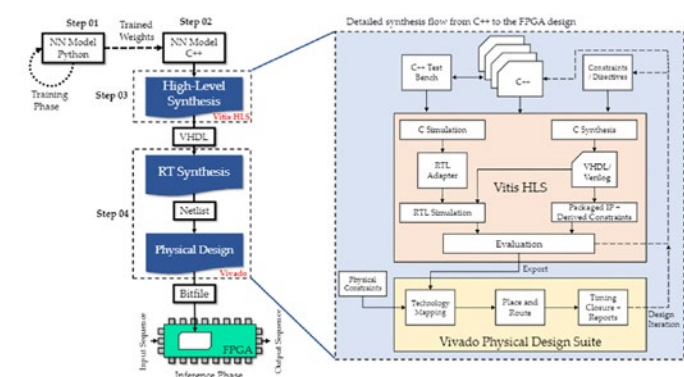 Step 01
Step 02
NN Model
Python
Trained
Weights
NN Model
C++
Training
Phase
Step 03
High-Level
Synthesis
Vitis HLS
VHDL
RT Synthesis
Step 04
Netlist
Physical Design
Vivado
Bitfile
Input Sequence
FPGA
Output Sequence
Inference Phase
Detailed synthesis flow from C++ to the FPGA design
C++ Test
Bench
C++
Constraints
/ Directives
C Simulation
C Synthesis
RTL
Adapter
VHDL/
Verilog
Vitis HLS
RTL Simulation
Packaged IP +
Derived Constraints
Evaluation
Export
Physical
Constraints
Technology
Mapping
Place and
Route
Timing
Closure +
Reports
Design
Iteration
Vivado Physical Design Suite